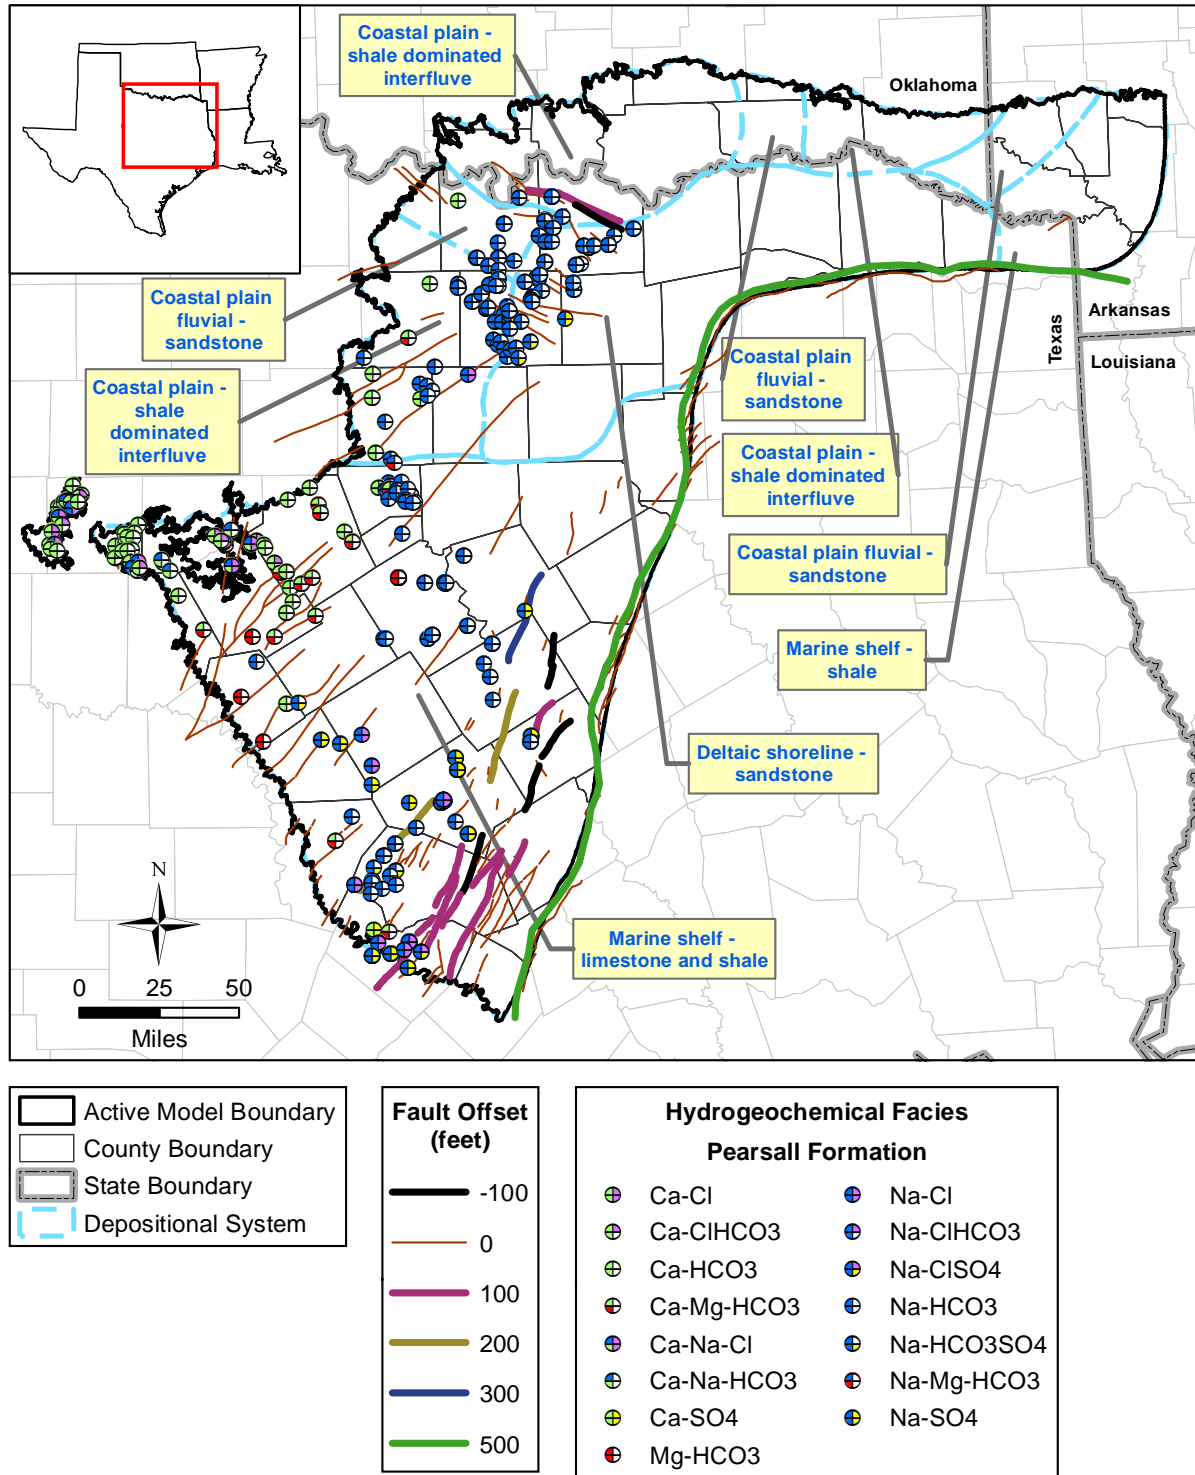 Coastal plain -
shale dominated
interfluve
Oklahoma
Coastal plain
fluvial -
sandstone
Coastal plain -
shale
dominated
interfluve
Arkansas
Texas
Louisiana
Coastal plain
fluvial -
sandstone
Coastal plain -
shale dominated
interfluve
Coastal plain fluvial -
sandstone
Marine shelf -
shale
Deltaic shoreline -
sandstone
Marine shelf -
limestone and shale
N
0 25 50
Miles
Active Model Boundary
County Boundary
State Boundary
Depositional System
Fault Offset
(feet)
-100
0
100
200
300
500
Hydrogeochemical Facies
Pearsall Formation
Ca-Cl
Ca-ClHCO3
Ca-HCO3
Ca-Mg-HCO3
Ca-Na-Cl
Ca-Na-HCO3
Ca-SO4
Mg-HCO3
Na-Cl
Na-ClHCO3
Na-ClSO4
Na-HCO3
Na-HCO3SO4
Na-Mg-HCO3
Na-SO4